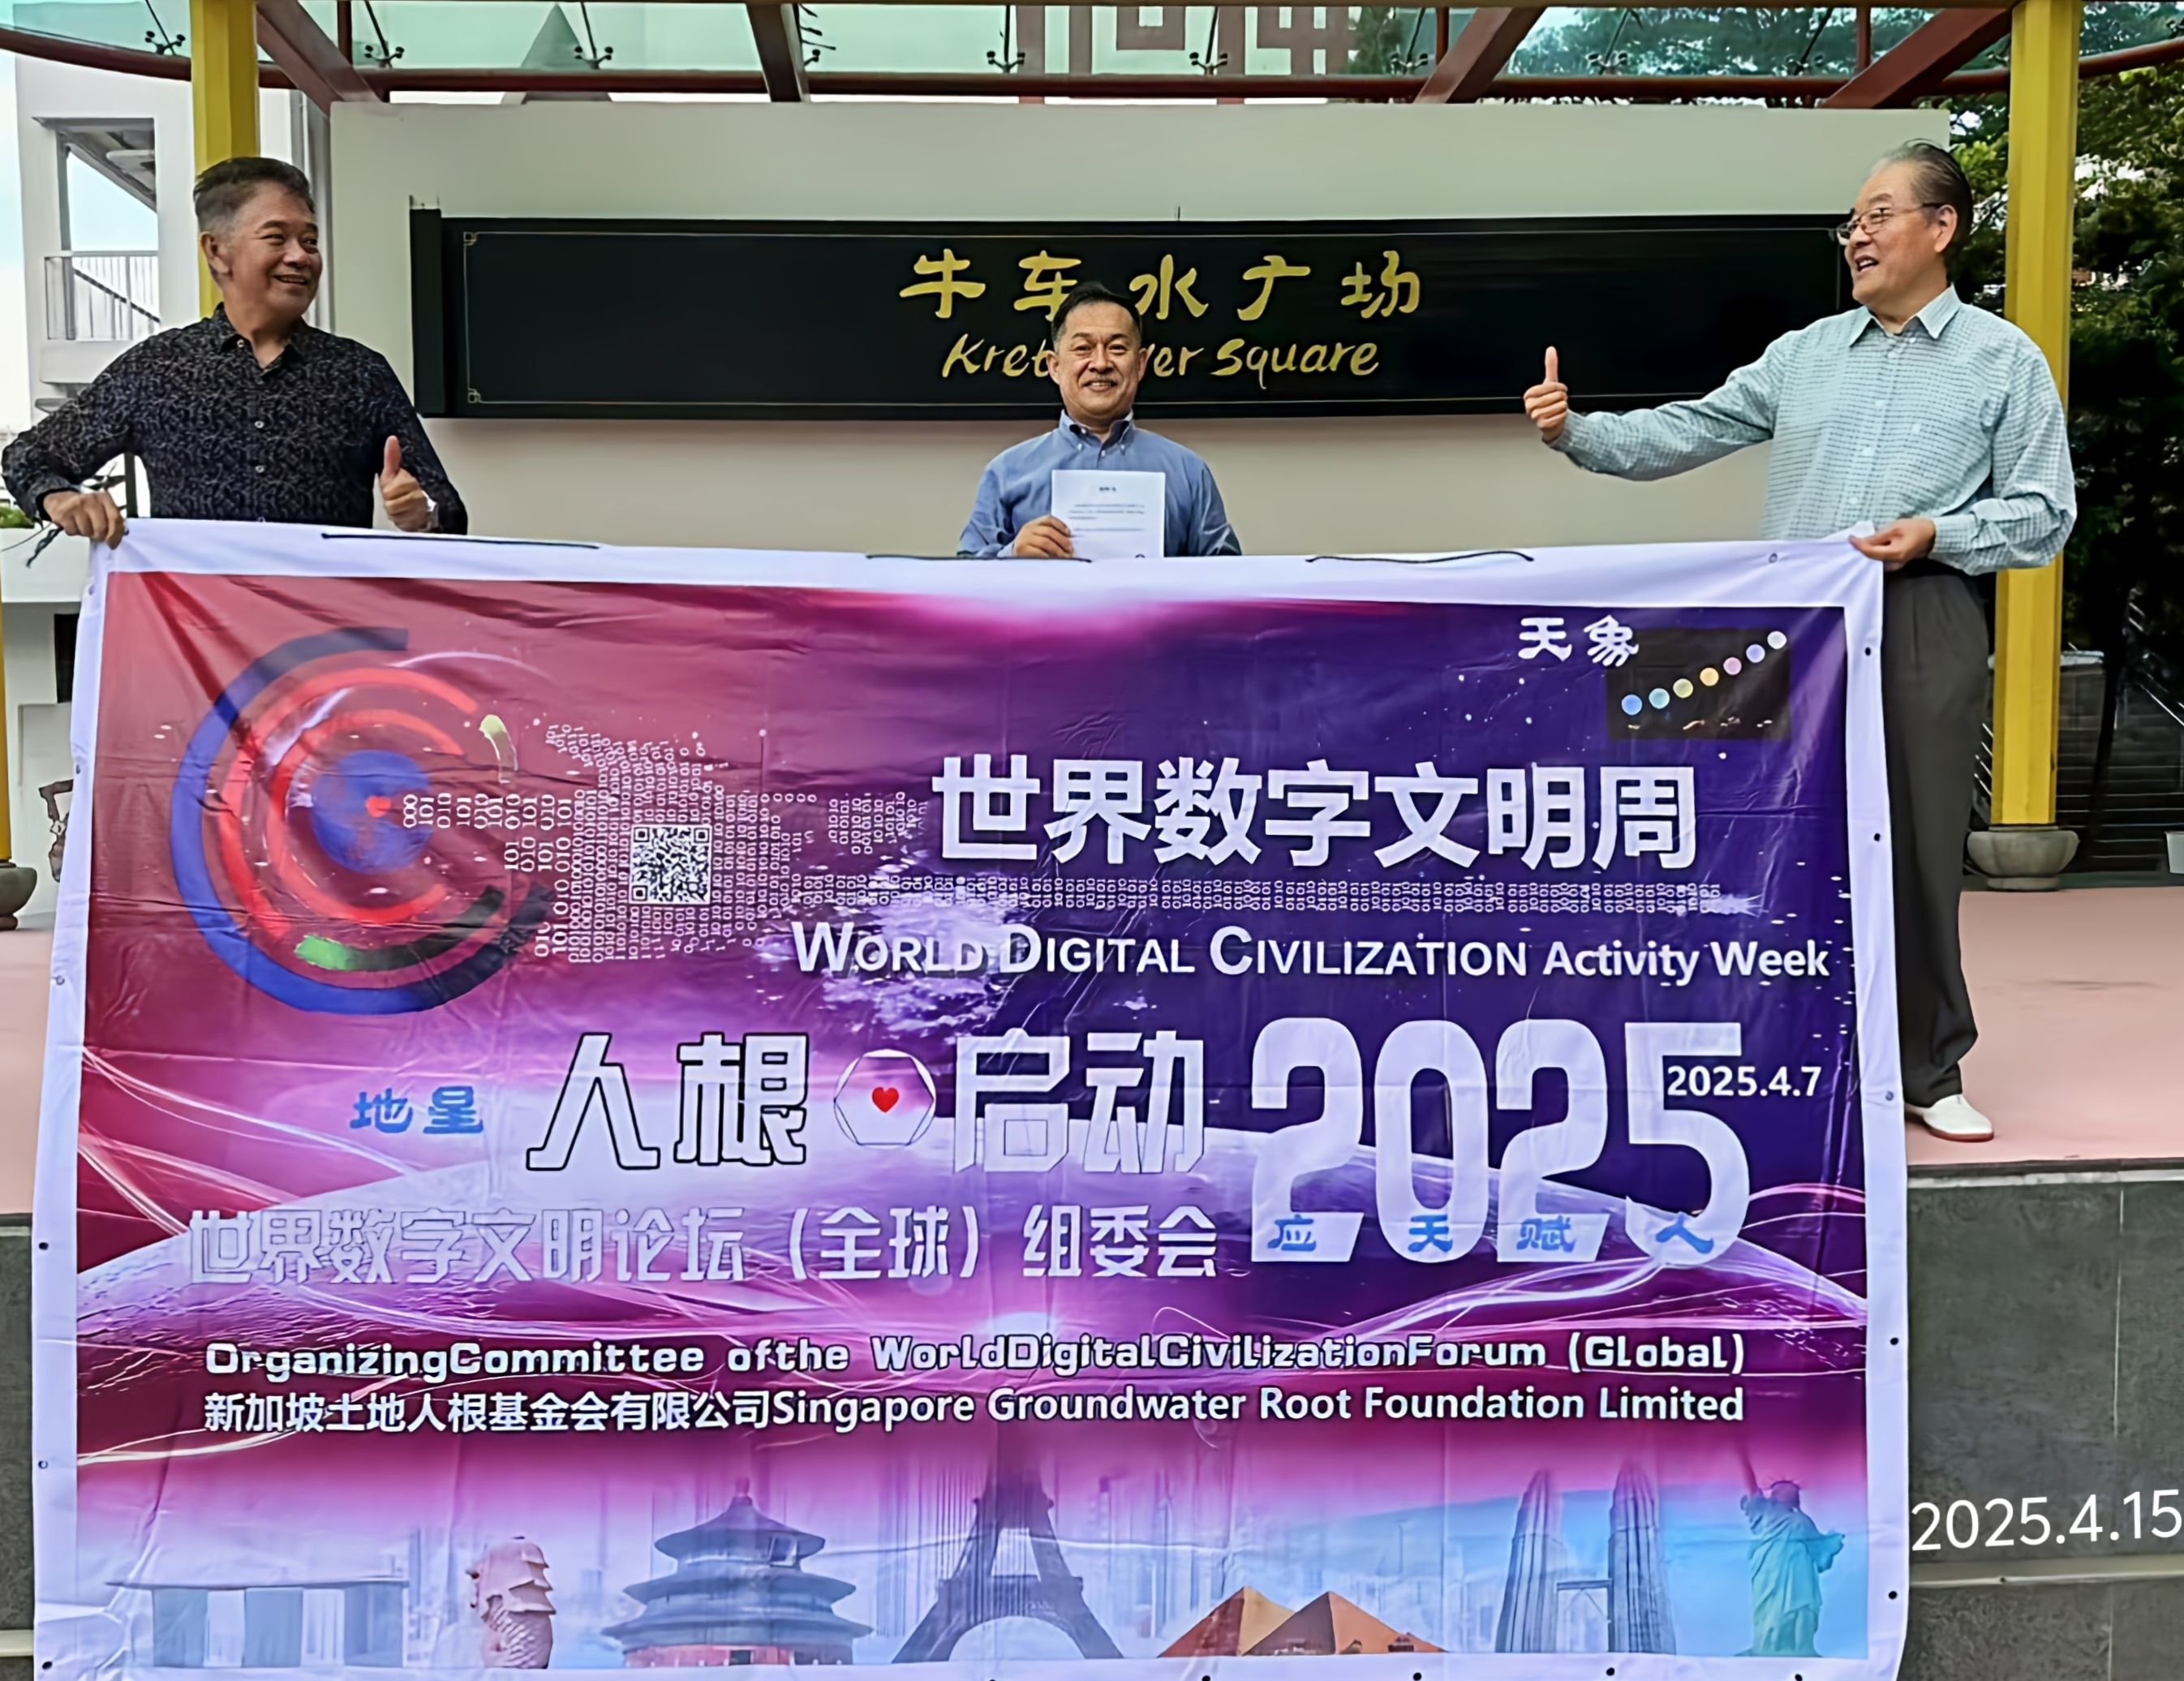 牛车水广场
Kret er Square
天象
世界数字文明周
WORLD DIGITAL CIVILIZATION Activity Week
地星 人根 启动 2025
2025.4.7
世界数字文明论坛（全球）组委会
应天赋人
OrganizingCommittee ofthe WorldDigitalCivilizationForum (GLobal)
新加坡土地人根基金会有限公司Singapore Groundwater Root Foundation Limited
2025.4.15